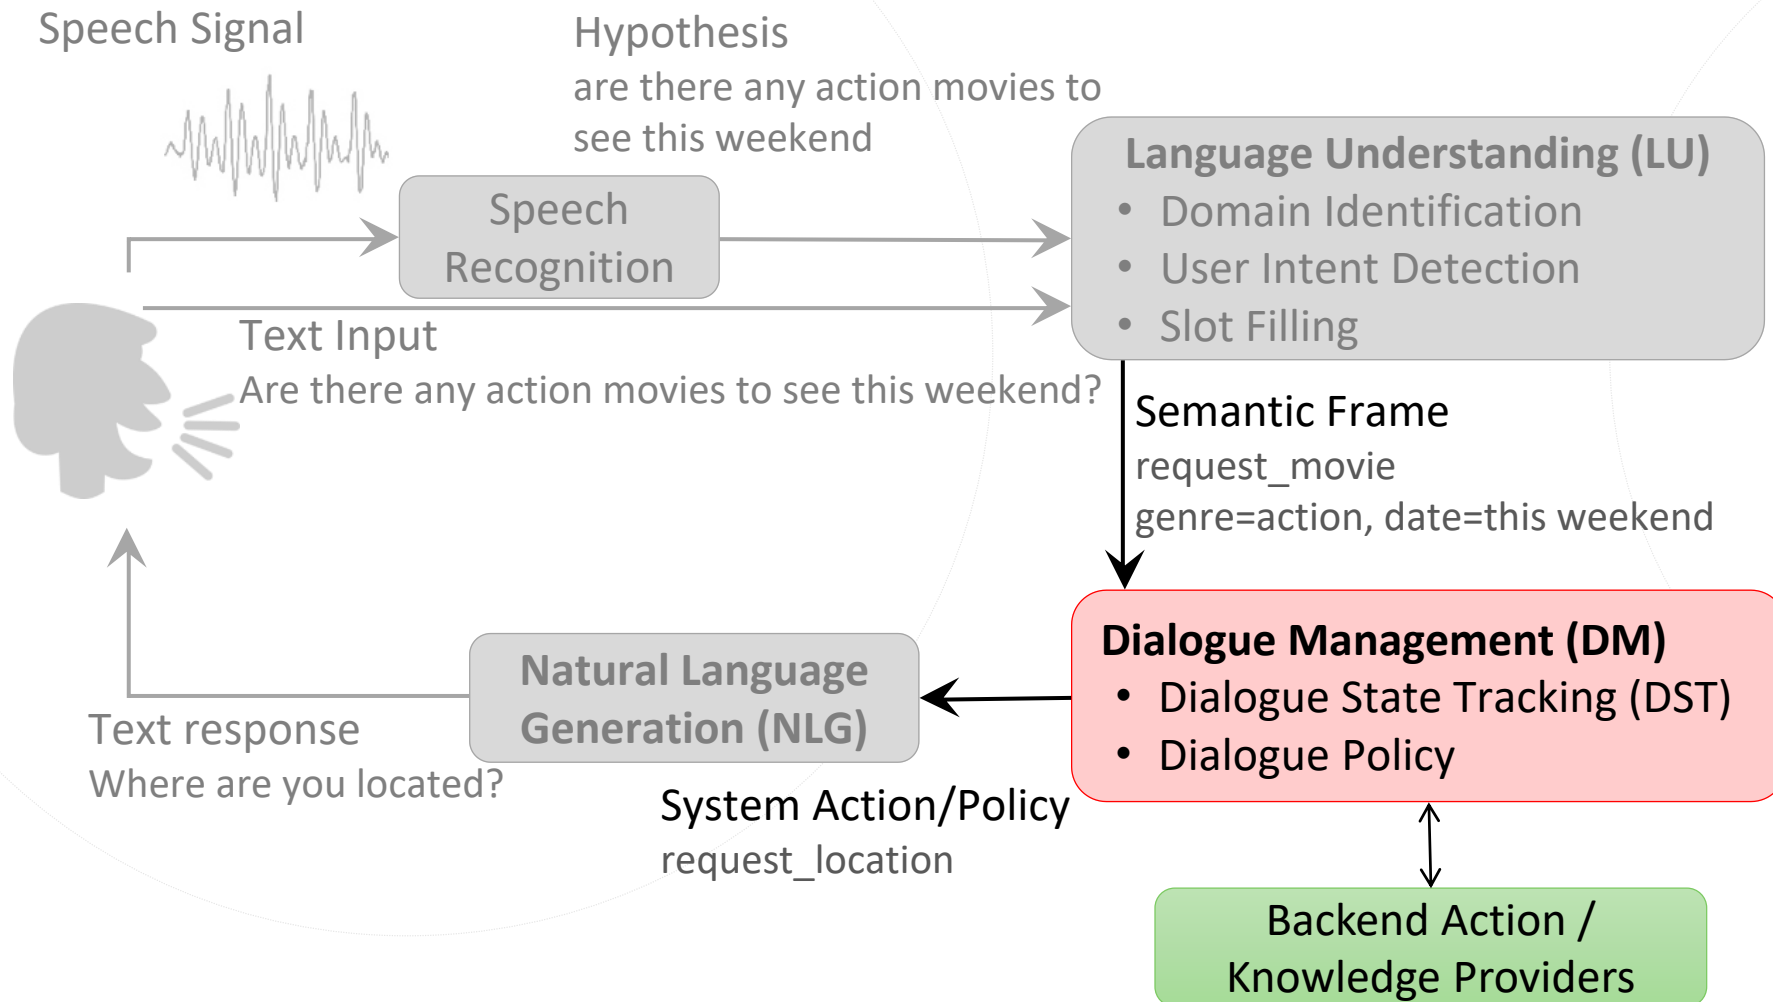 Speech Signal
Hypothesis
are there any action movies to
see this weekend
Speech
Recognition
Language Understanding (LU)
• Domain Identification
• User Intent Detection
• Slot Filling
Text Input
Are there any action movies to see this weekend?
Semantic Frame
request_movie
genre=action, date=this weekend
Dialogue Management (DM)
• Dialogue State Tracking (DST)
• Dialogue Policy
Natural Language
Generation (NLG)
Text response
Where are you located?
System Action/Policy
request_location
Backend Action /
Knowledge Providers